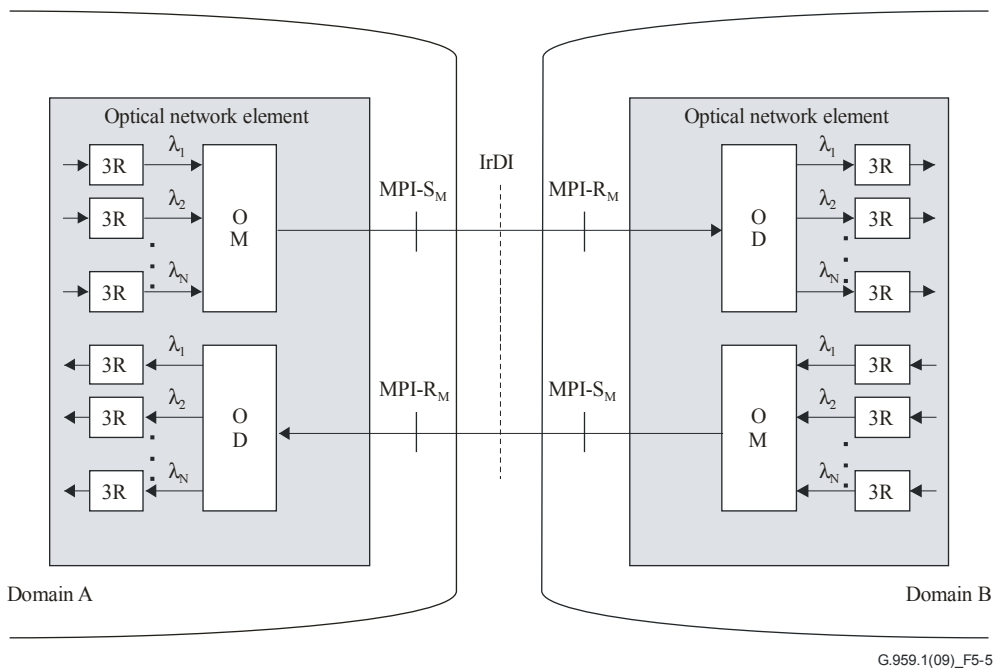 Optical network element
Optical network element
λ1
3R
λ2
3R
λN
3R
O
M
MPI-SM
IrDI
MPI-RM
O
D
λ1
3R
λ2
3R
λN
3R
λ1
3R
λ2
3R
λN
3R
O
D
MPI-RM
MPI-SM
O
M
λ1
3R
λ2
3R
λN
3R
Domain A
Domain B
G.959.1(09)_F5-5